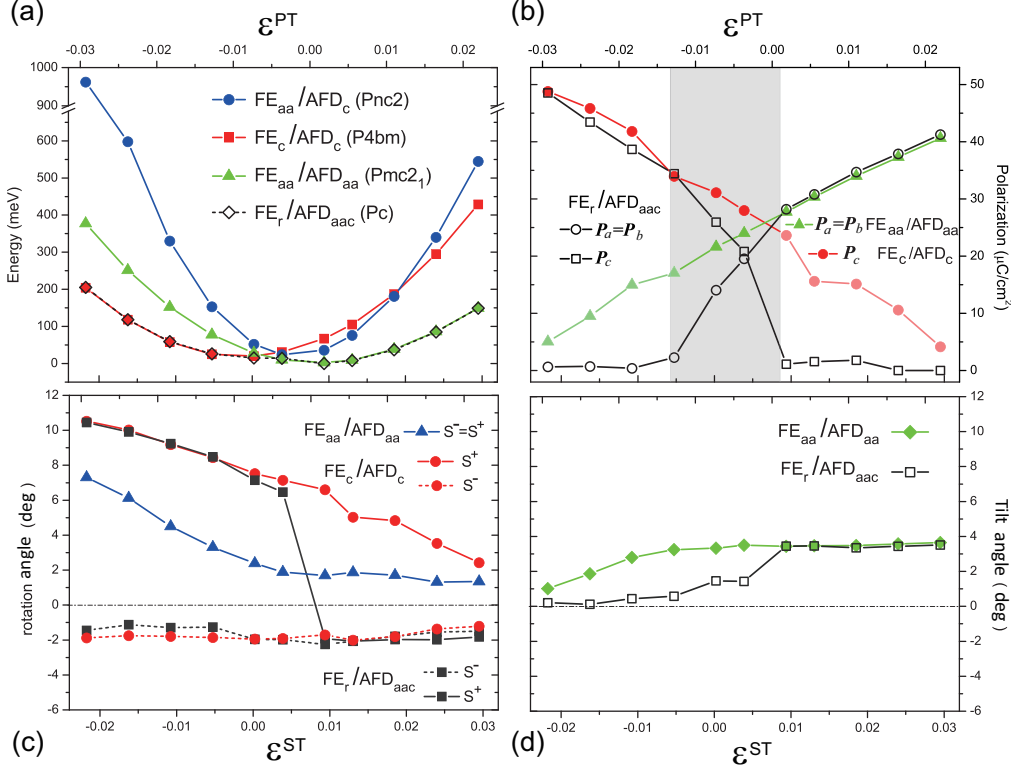 (a)
ε^PT
-0.03 -0.02 -0.01 0.00 0.01 0.02
1000
900
600
500
400
300
200
100
0
Energy (meV)
FE_aa/AFD_c (Pnc2)
FE_c/AFD_c (P4bm)
FE_aa/AFD_aa (Pmc2_1)
FE_r/AFD_aac (Pc)
(b)
ε^PT
-0.03 -0.02 -0.01 0.00 0.01 0.02
50
40
30
20
10
0
Polarization (μC/cm²)
FE_r/AFD_aac
P_a=P_b
P_c
P_a=P_b FE_aa/AFD_aa
P_c FE_c/AFD_c
12
10
8
6
4
2
0
-2
-4
-6
rotation angle (deg)
FE_aa/AFD_aa S⁻=S⁺
FE_c/AFD_c S⁺
S⁻
FE_r/AFD_aac S⁻
S⁺
-0.02 -0.01 0.00 0.01 0.02 0.03
(c)
ε^ST
FE_aa/AFD_aa
FE_r/AFD_aac
12
10
8
6
4
2
0
-2
-4
-6
Tilt angle (deg)
-0.02 -0.01 0.00 0.01 0.02 0.03
ε^ST
(d)